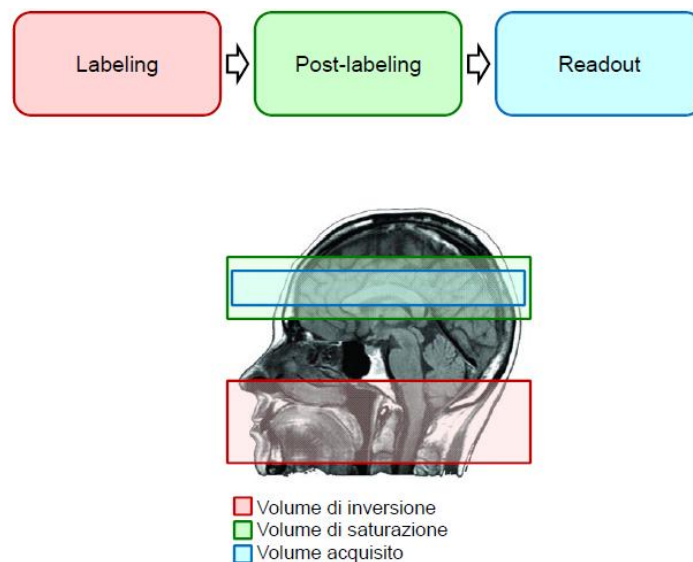 Labeling
Post-labeling
Readout
Volume di inversione
Volume di saturazione
Volume acquisito